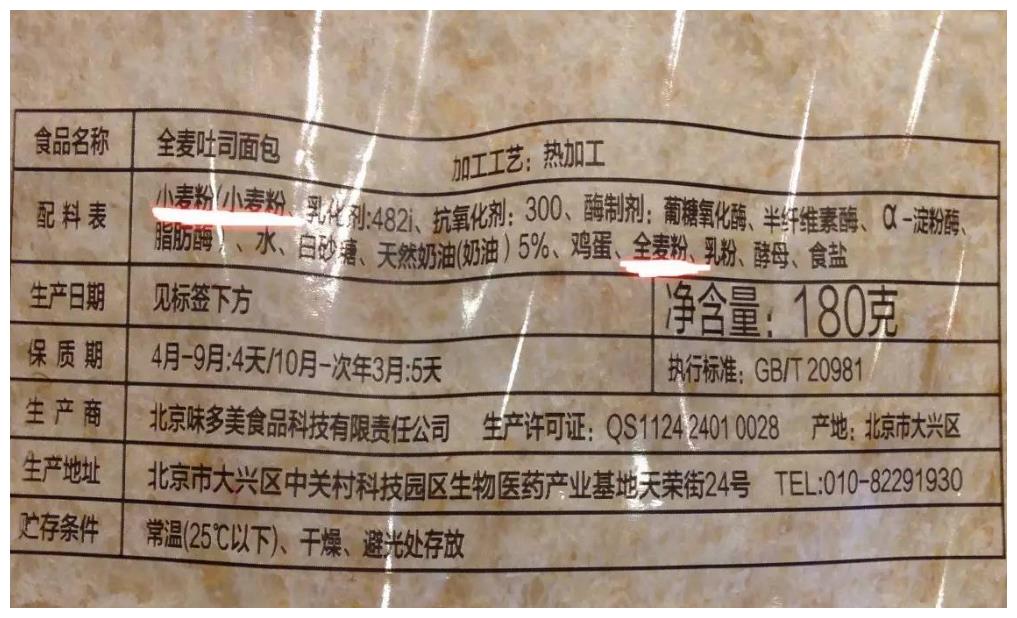 食品名称 全麦吐司面包 加工工艺：热加工
配料表 小麦粉(小麦粉、乳化剂:482i、抗氧化剂：300、酶制剂：葡糖氧化酶、半纤维素酶、α-淀粉酶、
脂肪酶)、水、白砂糖、天然奶油(奶油)5%、鸡蛋、全麦粉、乳粉、酵母、食盐
生产日期 见标签下方 净含量：180克
保质期 4月-9月:4天/10月-次年3月:5天 执行标准：GB/T 20981
生产商 北京味多美食品科技有限责任公司 生产许可证：QS1124 2401 0028 产地：北京市大兴区
生产地址 北京市大兴区中关村科技园区生物医药产业基地天荣街24号 TEL:010-82291930
贮存条件 常温(25℃以下)、干燥、避光处存放